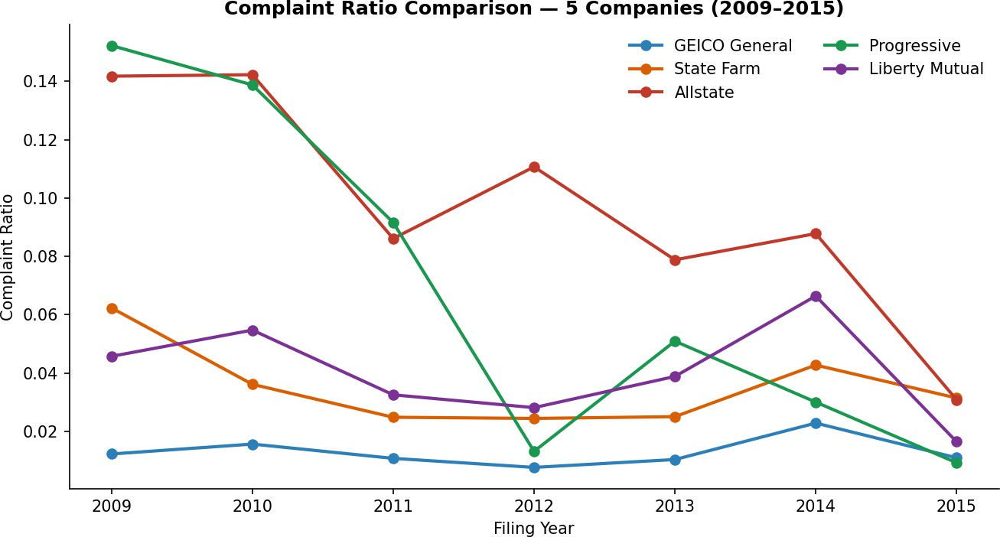 Complaint Ratio Comparison — 5 Companies (2009–2015)
GEICO General
State Farm
Allstate
Progressive
Liberty Mutual
Complaint Ratio
0.14
0.12
0.10
0.08
0.06
0.04
0.02
2009 2010 2011 2012 2013 2014 2015
Filing Year